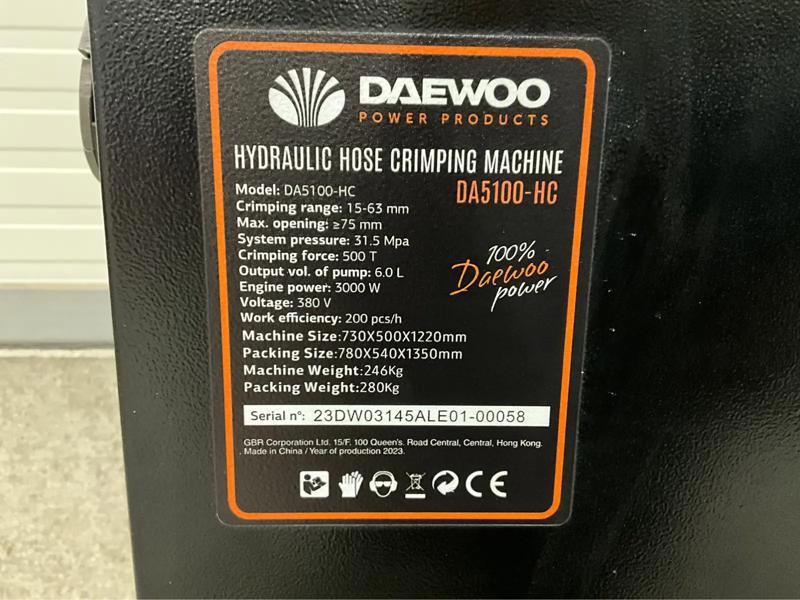 DAEWOO
POWER PRODUCTS
HYDRAULIC HOSE CRIMPING MACHINE
DA5100-HC
Model: DA5100-HC
Crimping range: 15-63 mm
Max. opening: ≥75 mm
System pressure: 31.5 Mpa
Crimping force: 500 T
Output vol. of pump: 6.0 L
Engine power: 3000 W
Voltage: 380 V
Work efficiency: 200 pcs/h
Machine Size:730X500X1220mm
Packing Size:780X540X1350mm
Machine Weight:246Kg
Packing Weight:280Kg
100%
Daewoo
power
Serial n°: 23DW03145ALE01-00058
GBR Corporation Ltd. 15/F, 100 Queen's. Road Central, Central, Hong Kong.
. Made in China / Year of production 2023.
CE